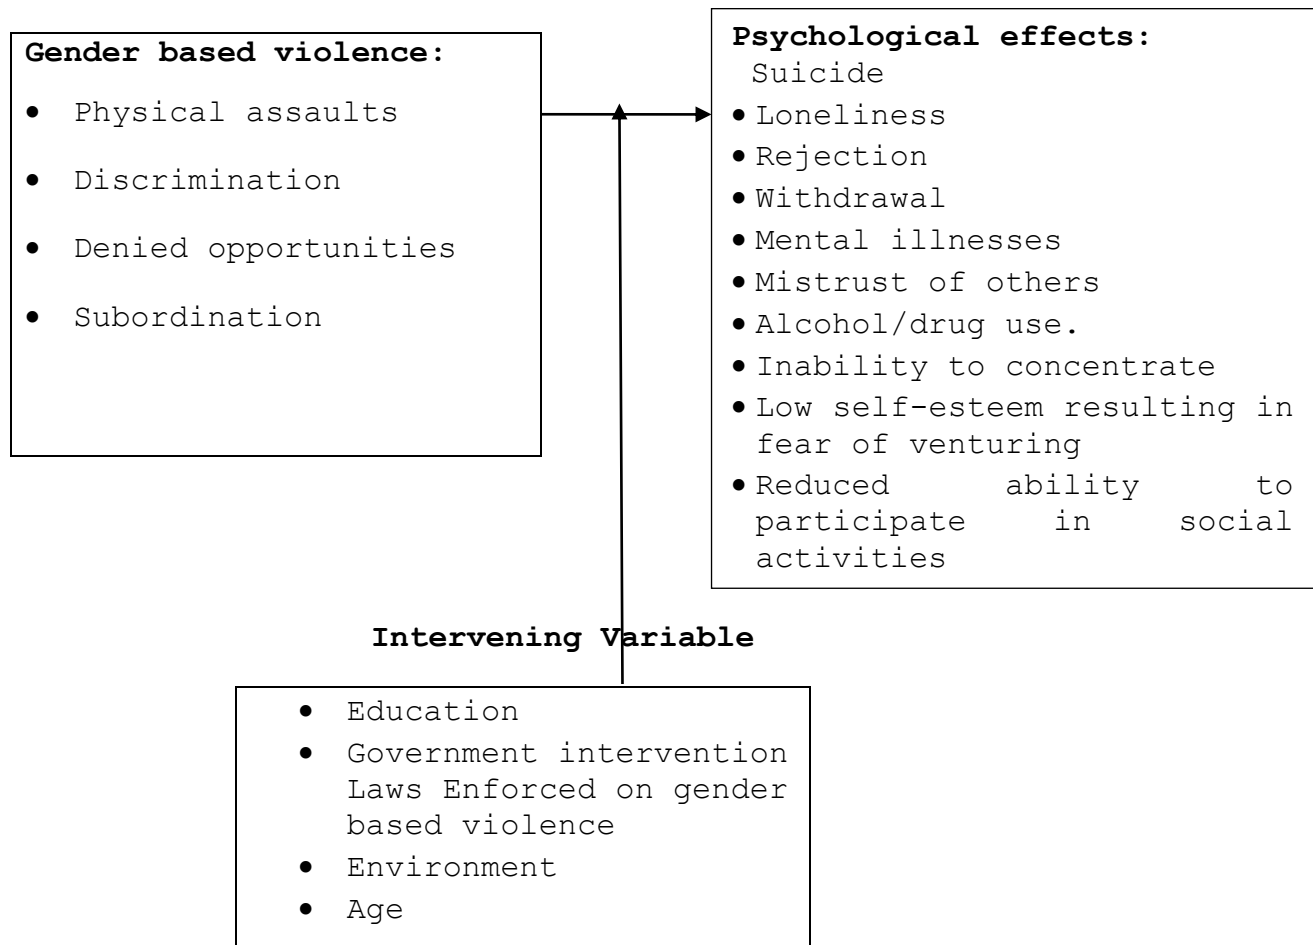 Gender based violence:
• Physical assaults
• Discrimination
• Denied opportunities
• Subordination
Psychological effects:
Suicide
• Loneliness
• Rejection
• Withdrawal
• Mental illnesses
• Mistrust of others
• Alcohol/drug use.
• Inability to concentrate
• Low self-esteem resulting in
fear of venturing
• Reduced ability to
participate in social
activities
Intervening Variable
• Education
• Government intervention
Laws Enforced on gender
based violence
• Environment
• Age